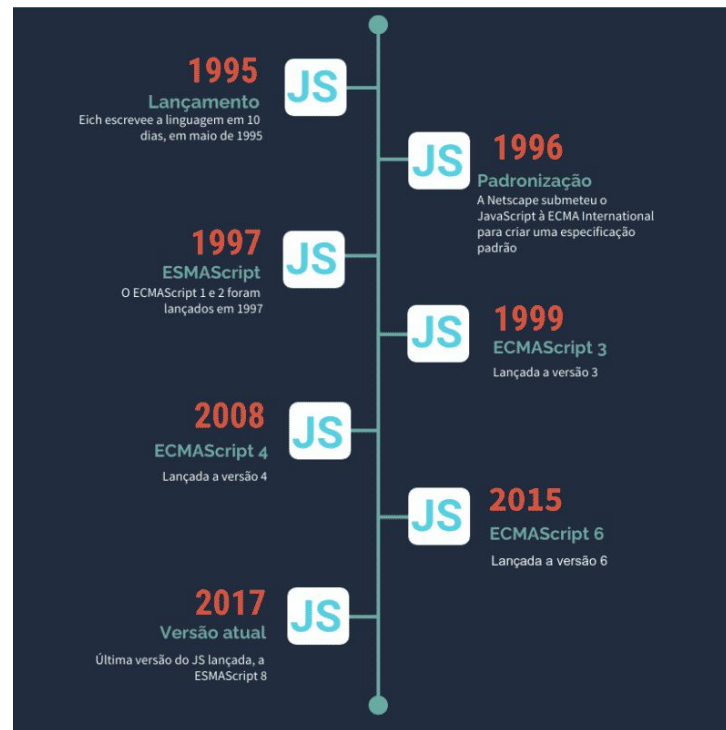 1995
JS
Lançamento
Eich escrevee a linguagem em 10
dias, em maio de 1995
JS
1996
Padronização
A Netscape submeteu o
JavaScript à ECMA International
para criar uma especificação
padrão
1997
JS
ESMAScript
O ECMAScript 1 e 2 foram
lançados em 1997
JS
1999
ECMAScript 3
Lançada a versão 3
2008
JS
ECMAScript 4
Lançada a versão 4
JS
2015
ECMAScript 6
Lançada a versão 6
2017
JS
Versão atual
Última versão do JS lançada, a
ESMAScript 8